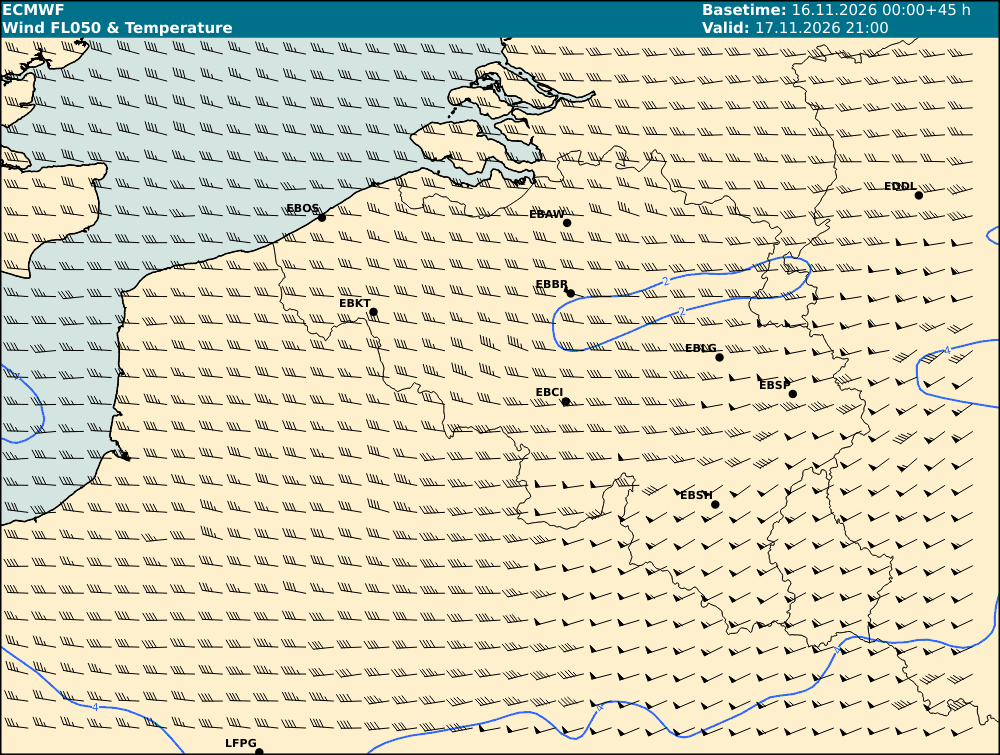 ECMWF
Wind FL050 & Temperature
Basetime: 16.11.2026 00:00+45 h
Valid: 17.11.2026 21:00
EDDL
EBOS
EBAW
2
EBBR
EBKT
2
EBLG
4
EBSP
EBCI
EBSH
4
4
4
LFPG